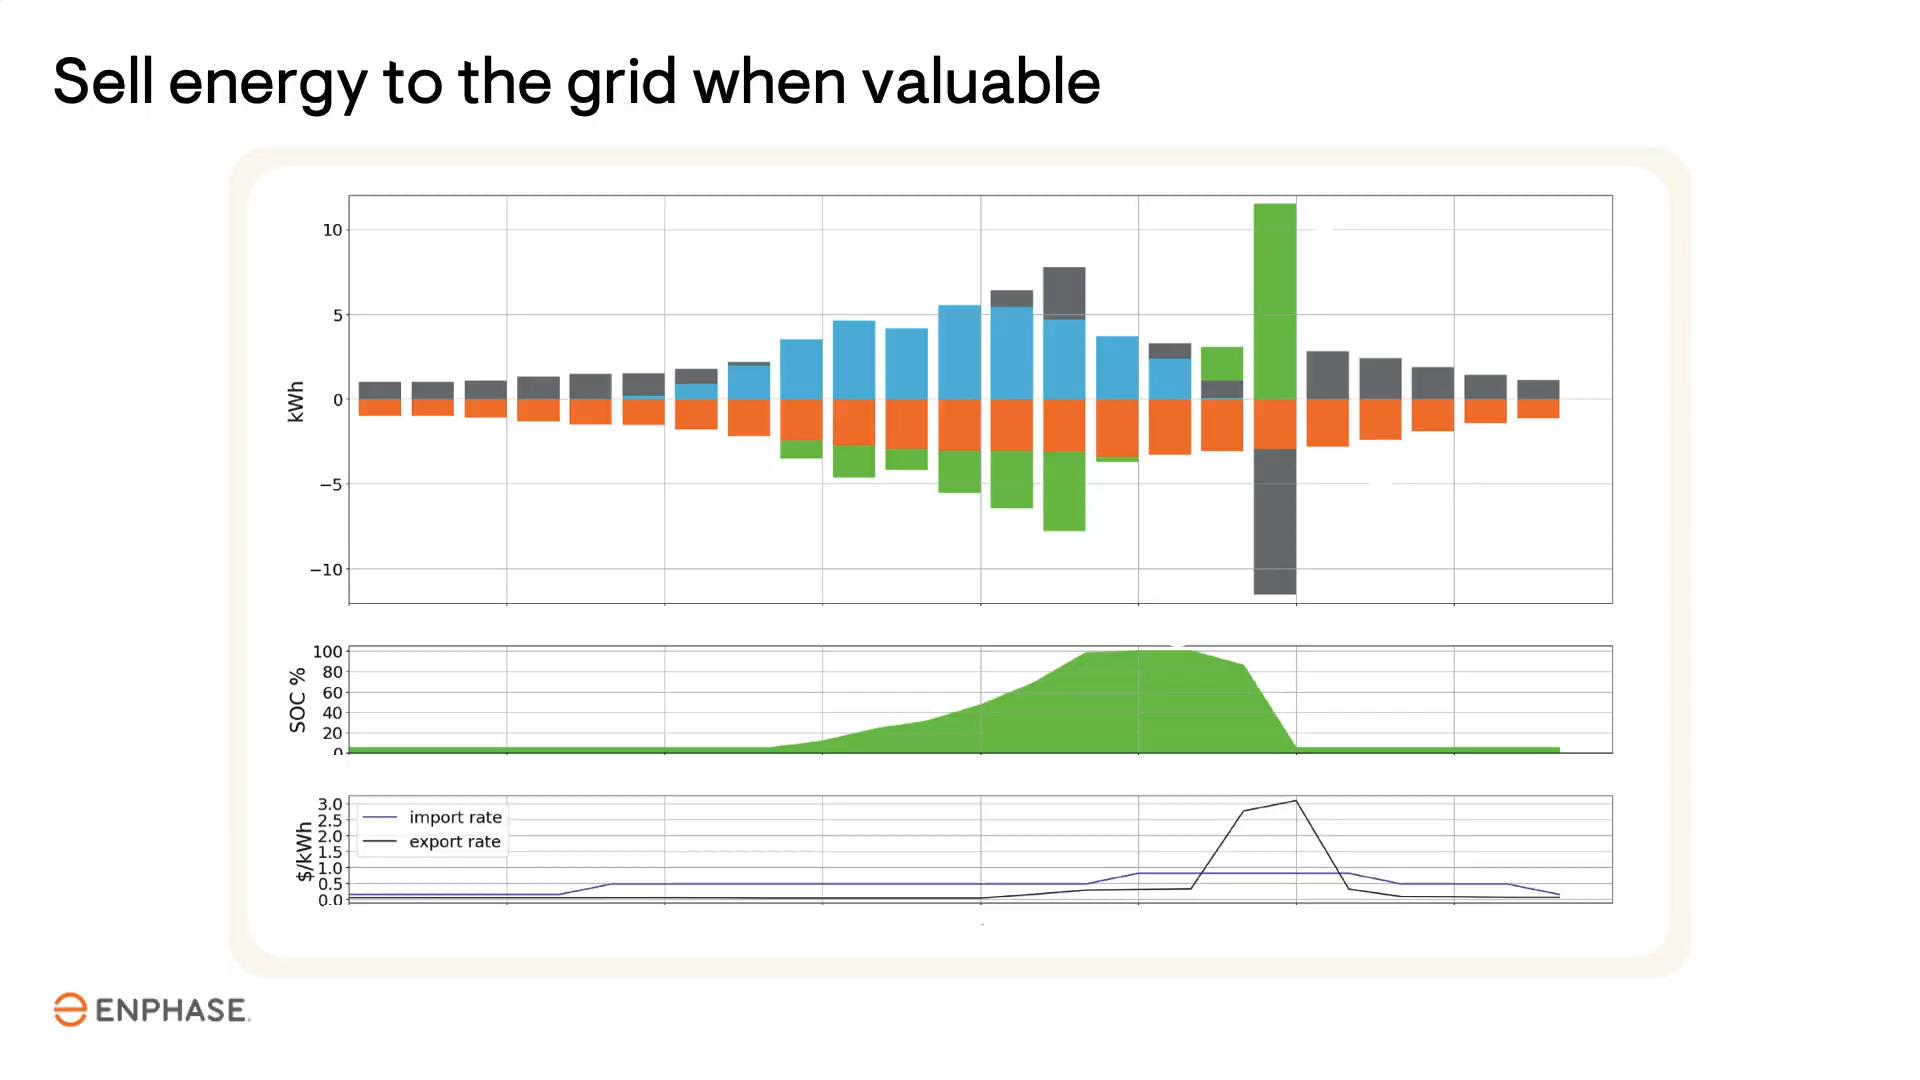 Sell energy to the grid when valuable
10
5
0
−5
−10
kWh
100
80
60
40
20
0
SOC %
3.0
2.5
2.0
1.5
1.0
0.5
0.0
$/kWh
import rate
export rate
ENPHASE.